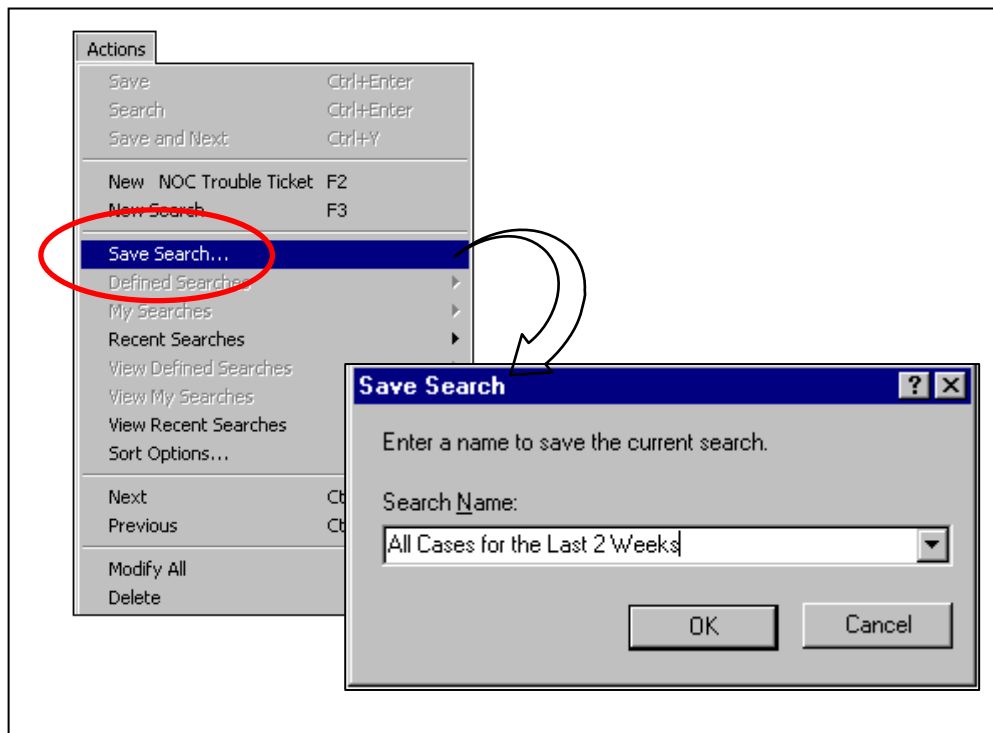 Actions
Save Ctrl+Enter
Search Ctrl+Enter
Save and Next Ctrl+Y
New NOC Trouble Ticket F2
New Search F3
Save Search...
Defined Searches
My Searches
Recent Searches
View Defined Searches
View My Searches
View Recent Searches
Sort Options...
Next Ct
Previous Ct
Modify All
Delete
Save Search
Enter a name to save the current search.
Search Name:
All Cases for the Last 2 Weeks
OK Cancel